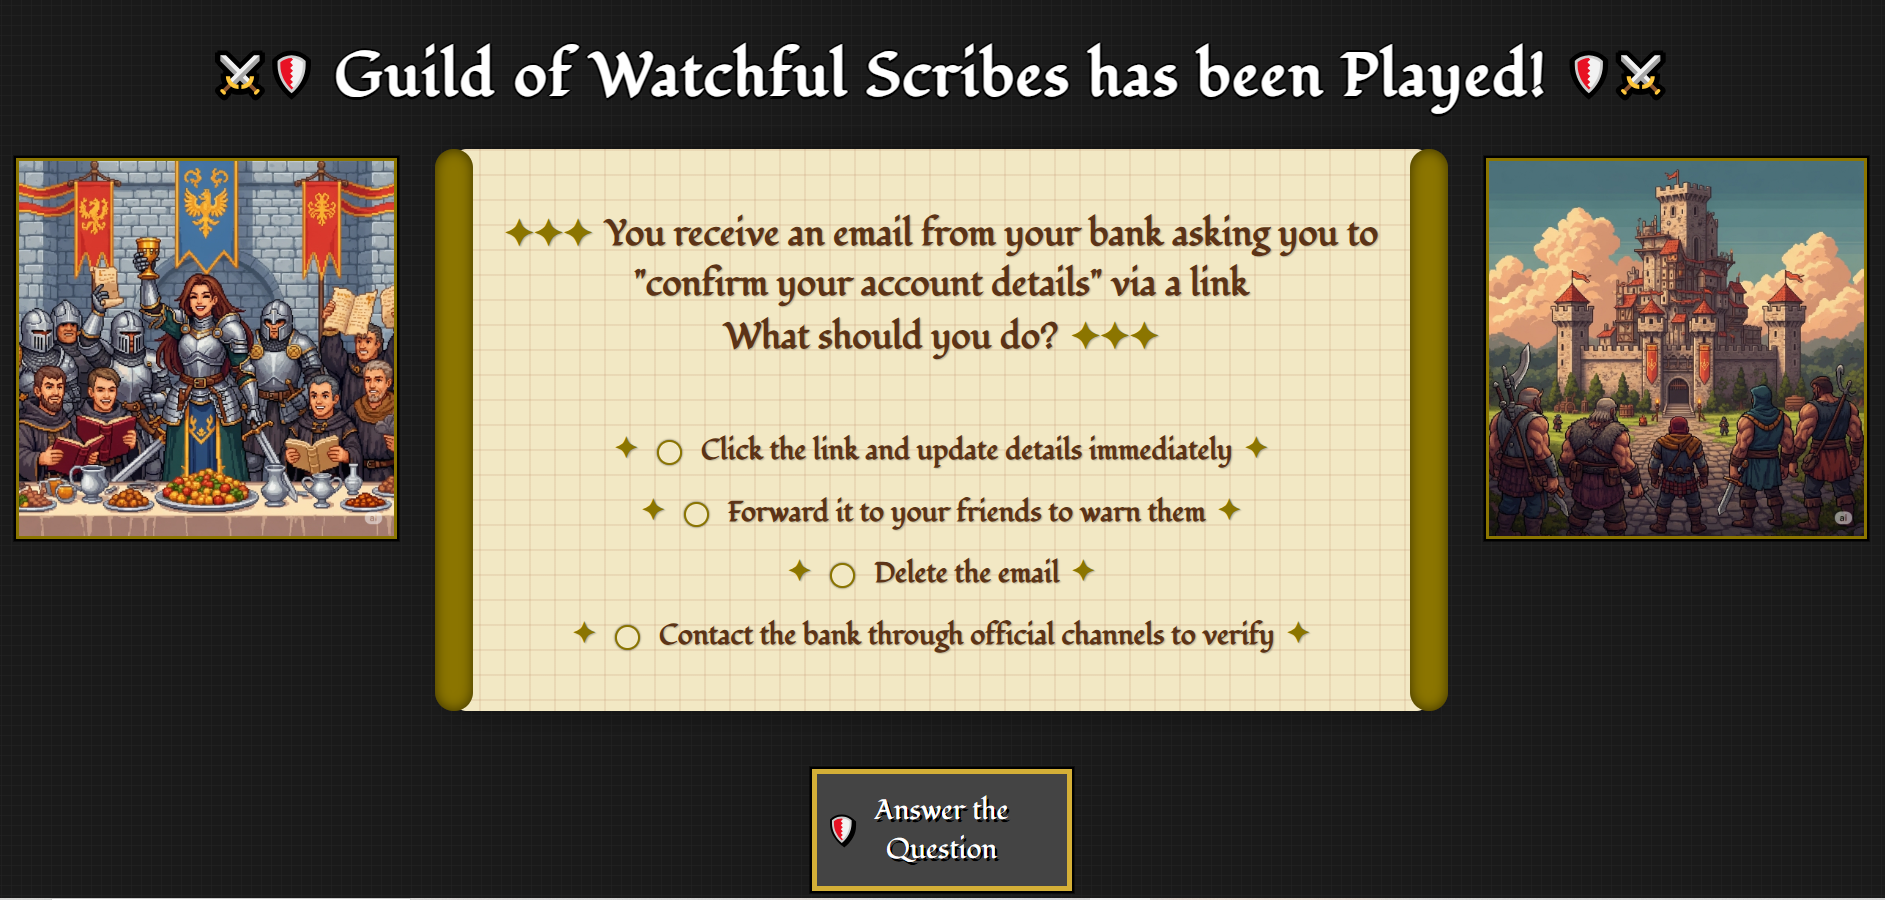 Guild of Watchful Scribes has been Played!
You receive an email from your bank asking you to
"confirm your account details" via a link
What should you do?
Click the link and update details immediately
Forward it to your friends to warn them
Delete the email
Contact the bank through official channels to verify
ai
ai
Answer the
Question